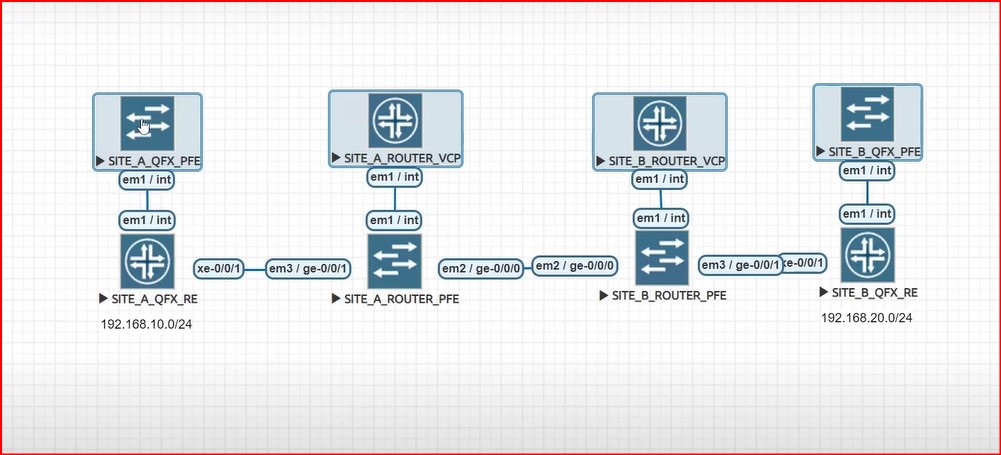 SITE_A_QFX_PFE
SITE_A_ROUTER_VCP
SITE_B_ROUTER_VCP
SITE_B_QFX_PFE
em1 / int
em1 / int
em1 / int
em1 / int
em1 / int
em1 / int
em1 / int
em1 / int
xe-0/0/1
em3 / ge-0/0/1
em2 / ge-0/0/0
em2 / ge-0/0/0
em3 / ge-0/0/1
xe-0/0/1
SITE_A_QFX_RE
SITE_A_ROUTER_PFE
SITE_B_ROUTER_PFE
SITE_B_QFX_RE
192.168.10.0/24
192.168.20.0/24